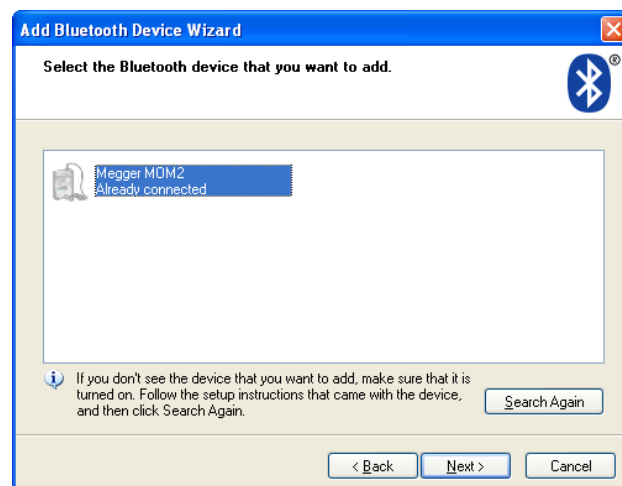 Add Bluetooth Device Wizard
Select the Bluetooth device that you want to add.
®
Megger MOM2
Already connected
If you don't see the device that you want to add, make sure that it is
turned on. Follow the setup instructions that came with the device,
and then click Search Again.
Search Again
< Back
Next >
Cancel